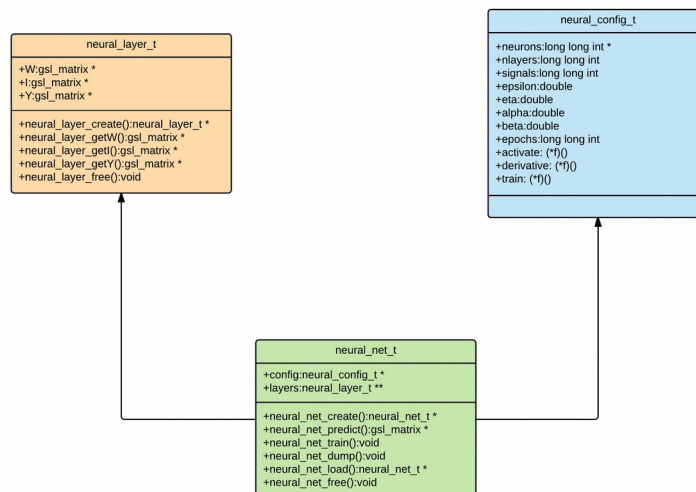 neural_layer_t
+W:gsl_matrix *
+I:gsl_matrix *
+Y:gsl_matrix *
+neural_layer_create():neural_layer_t *
+neural_layer_getW():gsl_matrix *
+neural_layer_getI():gsl_matrix *
+neural_layer_getY():gsl_matrix *
+neural_layer_free():void
neural_config_t
+neurons:long long int *
+nlayers:long long int
+signals:long long int
+epsilon:double
+eta:double
+alpha:double
+beta:double
+epochs:long long int
+activate: (*f)()
+derivative: (*f)()
+train: (*f)()
neural_net_t
+config:neural_config_t *
+layers:neural_layer_t **
+neural_net_create():neural_net_t *
+neural_net_predict():gsl_matrix *
+neural_net_train():void
+neural_net_dump():void
+neural_net_load():neural_net_t *
+neural_net_free():void